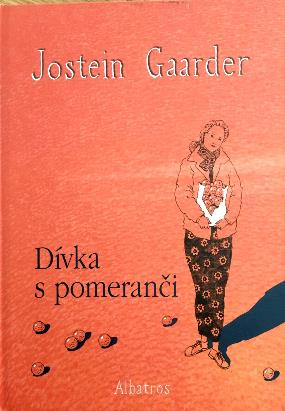 Jostein Gaarder
Dívka
s pomeranči
Albatros